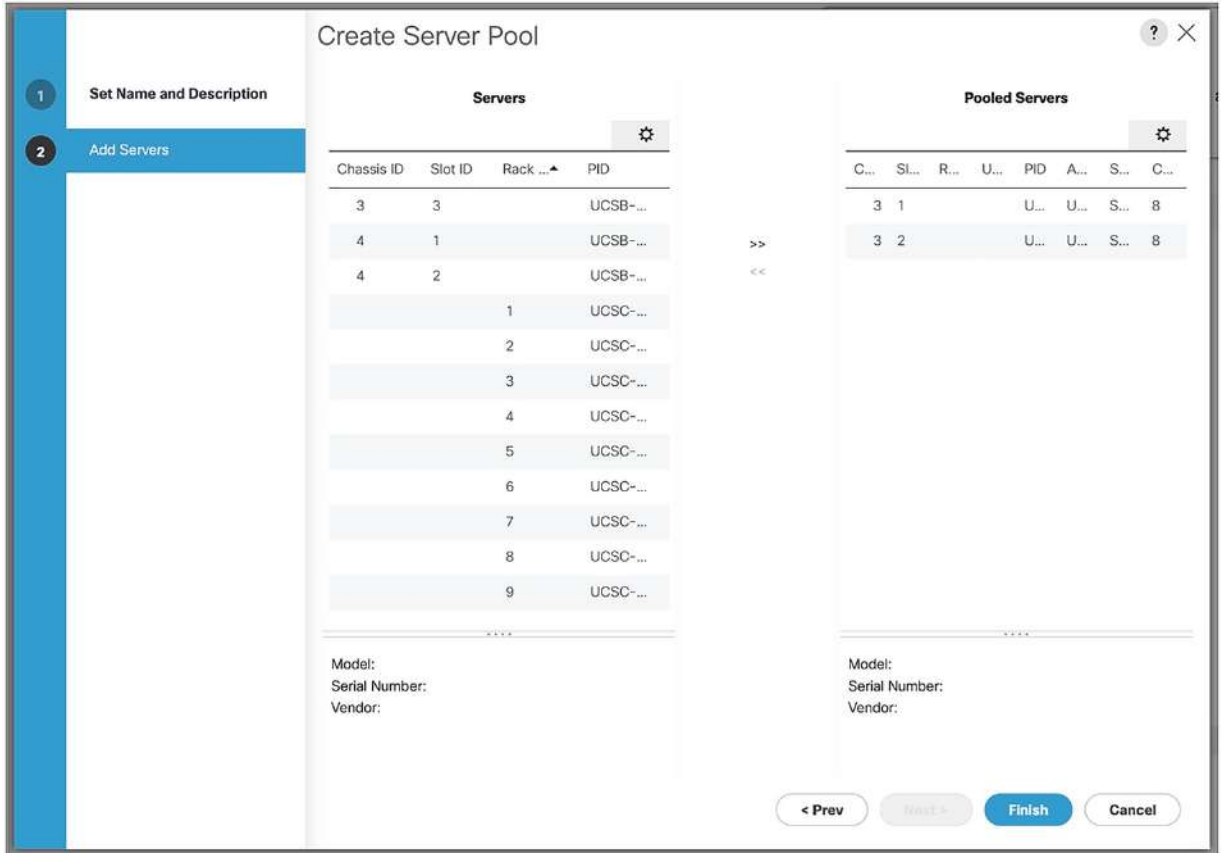 Create Server Pool
?
1 Set Name and Description
2 Add Servers
Servers
Chassis ID Slot ID Rack ... PID
3 3 UCSB-...
4 1 UCSB-...
4 2 UCSB-...
1 UCSC-...
2 UCSC-...
3 UCSC-...
4 UCSC-...
5 UCSC-...
6 UCSC-...
7 UCSC-...
8 UCSC-...
9 UCSC-...
Model:
Serial Number:
Vendor:
>>
<<
Pooled Servers
C... Sl... R... U... PID A... S... C...
3 1 U... U... S... 8
3 2 U... U... S... 8
Model:
Serial Number:
Vendor:
< Prev Next > Finish Cancel